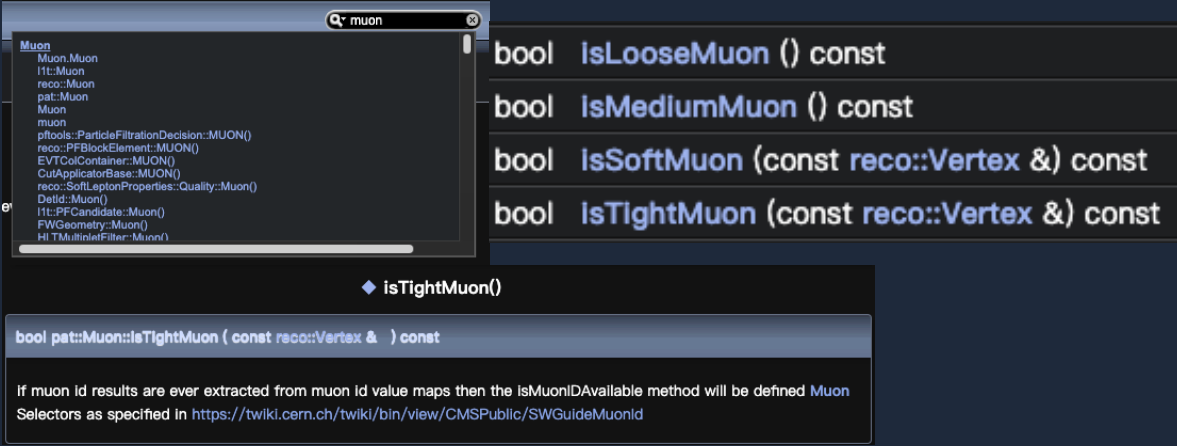 muon
Muon
Muon.Muon
l1t::Muon
reco::Muon
pat::Muon
Muon
muon
pftools::ParticleFiltrationDecision::MUON()
reco::PFBlockElement::MUON()
EVTColContainer::MUON()
CutApplicatorBase::MUON()
reco::SoftLeptonProperties::Quality::Muon()
DetId::Muon()
l1t::PFCandidate::Muon()
FWGeometry::Muon()
HLTMultipletFilter::Muon()
bool isLooseMuon () const
bool isMediumMuon () const
bool isSoftMuon (const reco::Vertex &) const
bool isTightMuon (const reco::Vertex &) const
isTightMuon()
bool pat::Muon::isTightMuon ( const reco::Vertex & ) const
If muon id results are ever extracted from muon id value maps then the isMuonIDAvailable method will be defined Muon
Selectors as specified in https://twiki.cern.ch/twiki/bin/view/CMSPublic/SWGuideMuonId